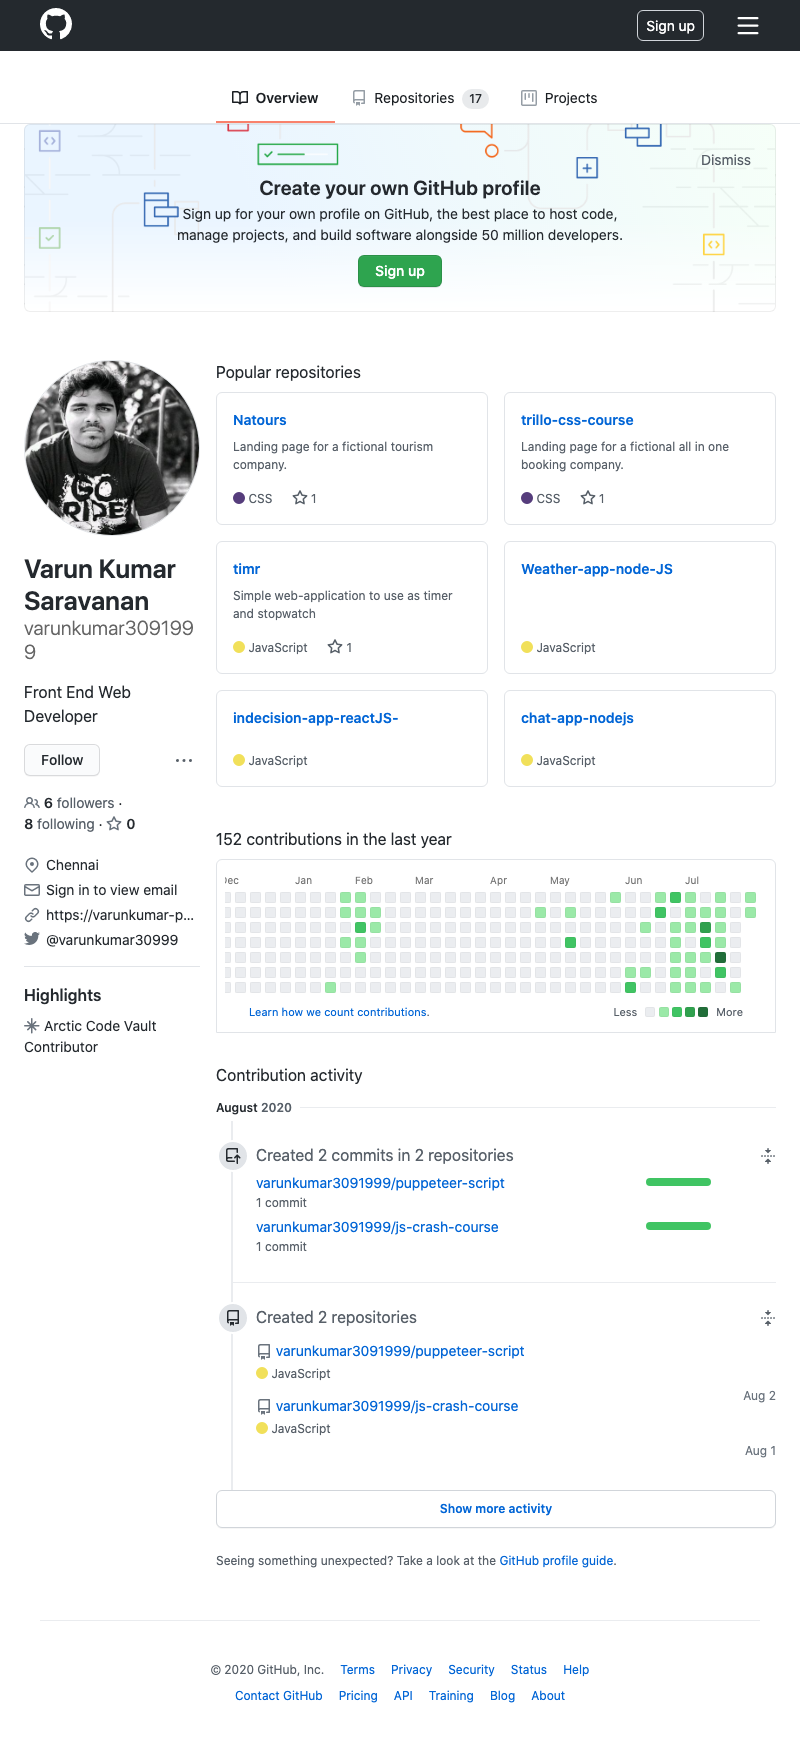 Sign up
Overview
Repositories 17
Projects
Dismiss
Create your own GitHub profile
Sign up for your own profile on GitHub, the best place to host code,
manage projects, and build software alongside 50 million developers.
Sign up
GO
RIDE
Varun Kumar
Saravanan
varunkumar309199
9
Front End Web
Developer
Follow
6 followers ·
8 following · 0
Chennai
Sign in to view email
https://varunkumar-p...
@varunkumar30999
Highlights
Arctic Code Vault
Contributor
Popular repositories
Natours
Landing page for a fictional tourism
company.
CSS 1
trillo-css-course
Landing page for a fictional all in one
booking company.
CSS 1
timr
Simple web-application to use as timer
and stopwatch
JavaScript 1
Weather-app-node-JS
JavaScript
indecision-app-reactJS-
JavaScript
chat-app-nodejs
JavaScript
152 contributions in the last year
Dec Jan Feb Mar Apr May Jun Jul
Learn how we count contributions.
Less More
Contribution activity
August 2020
Created 2 commits in 2 repositories
varunkumar3091999/puppeteer-script
1 commit
varunkumar3091999/js-crash-course
1 commit
Created 2 repositories
varunkumar3091999/puppeteer-script
JavaScript
Aug 2
varunkumar3091999/js-crash-course
JavaScript
Aug 1
Show more activity
Seeing something unexpected? Take a look at the GitHub profile guide.
© 2020 GitHub, Inc. Terms Privacy Security Status Help
Contact GitHub Pricing API Training Blog About